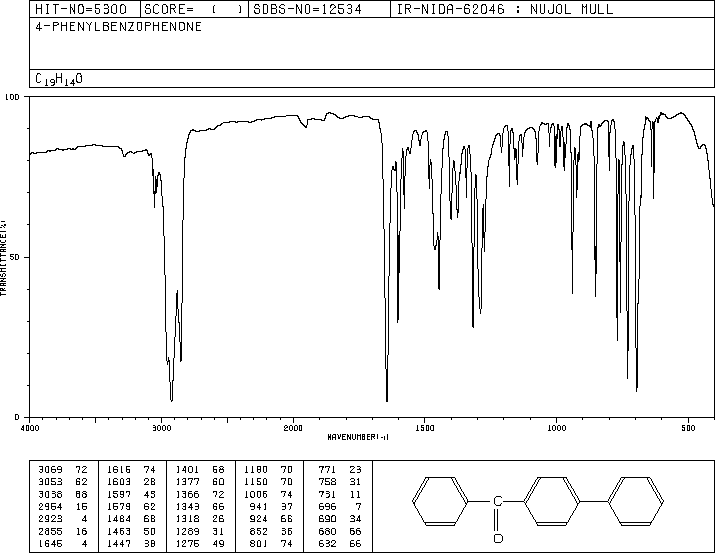 HIT-NO=5300 SCORE= ( ) SDBS-NO=12534 IR-NIDA-62046 : NUJOL MULL
4-PHENYLBENZOPHENONE
C19H14O
100
50
0
TRANSMITTANCE(%)
4000 3000 2000 1500 1000 500
WAVENUMBER(-1)
3069 72 1616 74 1401 58 1180 70 771 23
3053 62 1603 28 1377 60 1150 70 758 31
3038 68 1597 45 1366 72 1006 74 731 11
2954 16 1579 62 1343 66 941 37 696 7
2923 4 1484 68 1318 26 924 66 690 34
2855 16 1463 50 1289 31 852 36 680 66
1646 4 1447 38 1276 49 801 74 632 66
C
O